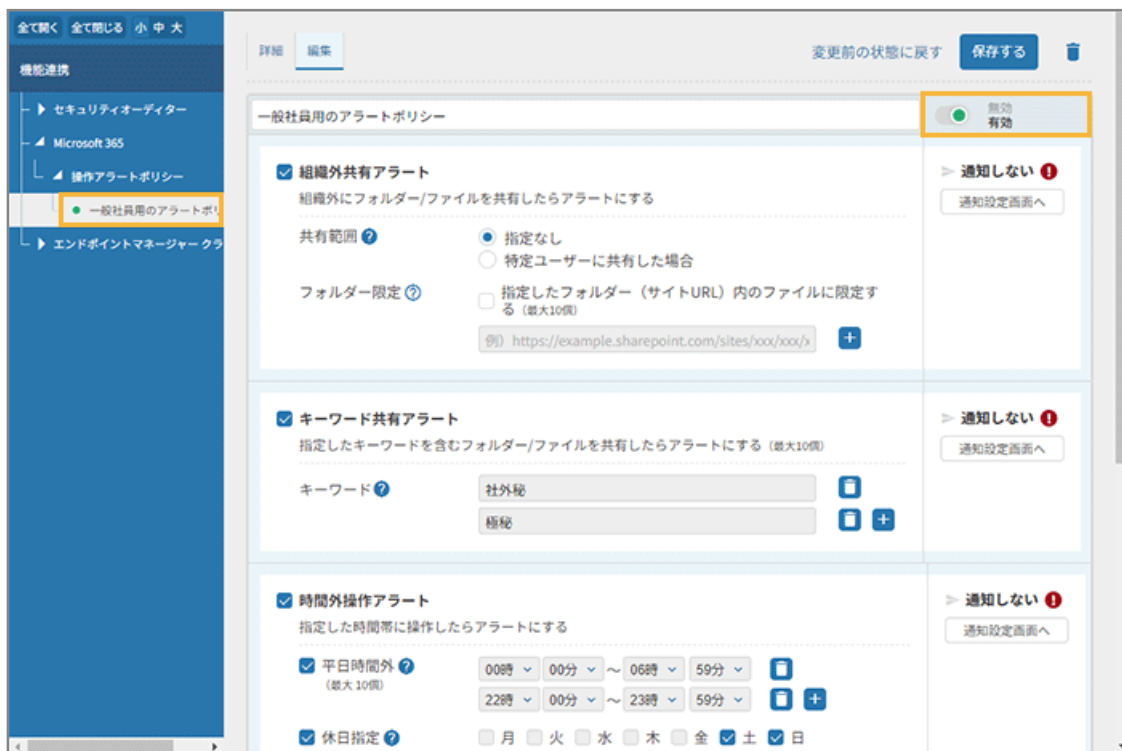 全て開く 全て閉じる 小 中 大
機能連携
セキュリティオーディター
Microsoft 365
操作アラートポリシー
一般社員用のアラートポリ
エンドポイントマネージャー クラ
詳細 編集 変更前の状態に戻す 保存する
一般社員用のアラートポリシー
無効
有効
組織外共有アラート
組織外にフォルダー/ファイルを共有したらアラートにする
通知しない
通知設定画面へ
共有範囲 指定なし
特定ユーザーに共有した場合
フォルダー限定 指定したフォルダー（サイトURL）内のファイルに限定す
る（最大10個）
例）https://example.sharepoint.com/sites/xxx/xxx/x
キーワード共有アラート
指定したキーワードを含むフォルダー/ファイルを共有したらアラートにする（最大10個）
通知しない
通知設定画面へ
キーワード 社外秘
極秘
時間外操作アラート
指定した時間帯に操作したらアラートにする
通知しない
通知設定画面へ
平日時間外 00時 00分 ～ 06時 59分
（最大 10個）
22時 00分 ～ 23時 59分
休日指定 月 火 水 木 金 土 日